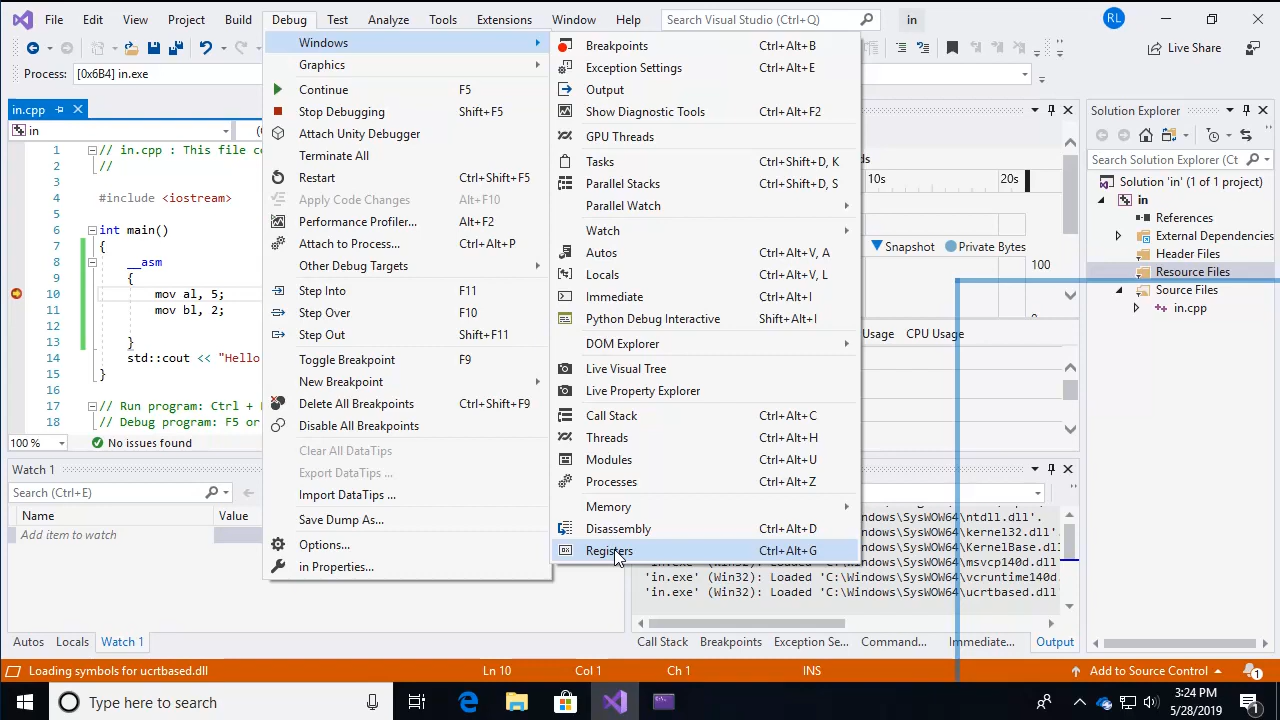 File Edit View Project Build Debug Test Analyze Tools Extensions Window Help Search Visual Studio (Ctrl+Q) in RL
Live Share
Process: [0x6B4] in.exe
in.cpp
in
1 // in.cpp : This file co
2 //
3
4 #include <iostream>
5
6 int main()
7 {
8 __asm
9 {
10 mov al, 5;
11 mov bl, 2;
12
13 }
14 std::cout << "Hello
15 }
16
17 // Run program: Ctrl + F
18 // Debug program: F5 or
100 % No issues found
Windows
Graphics
Continue F5
Stop Debugging Shift+F5
Attach Unity Debugger
Terminate All
Restart Ctrl+Shift+F5
Apply Code Changes Alt+F10
Performance Profiler... Alt+F2
Attach to Process... Ctrl+Alt+P
Other Debug Targets
Step Into F11
Step Over F10
Step Out Shift+F11
Toggle Breakpoint F9
New Breakpoint
Delete All Breakpoints Ctrl+Shift+F9
Disable All Breakpoints
Clear All DataTips
Export DataTips ...
Import DataTips ...
Save Dump As...
Options...
in Properties...
Breakpoints Ctrl+Alt+B
Exception Settings Ctrl+Alt+E
Output
Show Diagnostic Tools Ctrl+Alt+F2
GPU Threads
Tasks Ctrl+Shift+D, K
Parallel Stacks Ctrl+Shift+D, S
Parallel Watch
Watch
Autos Ctrl+Alt+V, A
Locals Ctrl+Alt+V, L
Immediate Ctrl+Alt+I
Python Debug Interactive Shift+Alt+I
DOM Explorer
Live Visual Tree
Live Property Explorer
Call Stack Ctrl+Alt+C
Threads Ctrl+Alt+H
Modules Ctrl+Alt+U
Processes Ctrl+Alt+Z
Memory
Disassembly Ctrl+Alt+D
Registers Ctrl+Alt+G
10s 20s
Snapshot Private Bytes
100
Usage CPU Usage
Solution Explorer
Search Solution Explorer (Ctrl+
Solution 'in' (1 of 1 project)
in
References
External Dependencies
Header Files
Resource Files
Source Files
in.cpp
Watch 1
Search (Ctrl+E)
Name Value
Add item to watch
Autos Locals Watch 1
ndows\SysWOW64\ntdll.dll'.
ndows\SysWOW64\kernel32.dll
ndows\SysWOW64\KernelBase.dll
ndows\SysWOW64\msvcp140d.dll
'in.exe' (Win32): Loaded 'C:\Windows\SysWOW64\vcruntime140d
'in.exe' (Win32): Loaded 'C:\Windows\SysWOW64\ucrtbased.dll
Call Stack Breakpoints Exception Se... Command... Immediate... Output
Loading symbols for ucrtbased.dll Ln 10 Col 1 Ch 1 INS Add to Source Control 1
Type here to search
3:24 PM
5/28/2019
1